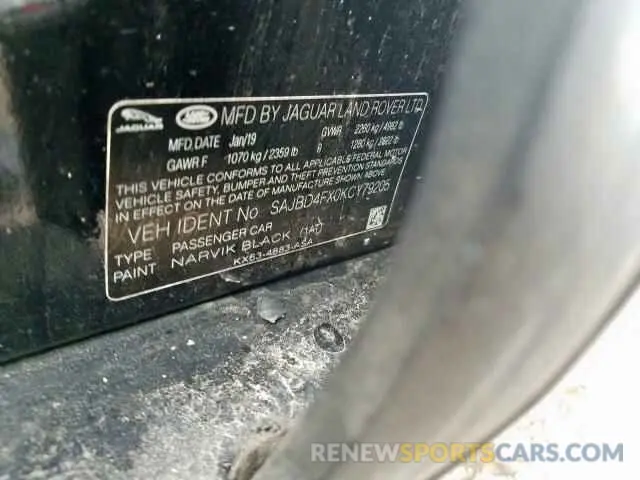 JAGUAR LAND ROVER MFD BY JAGUAR LAND ROVER LTD
MFD.DATE Jan/19 GVWR 2260 kg / 4982 lb
GAWR F 1070 kg / 2359 lb R 1280 kg / 2822 lb
THIS VEHICLE CONFORMS TO ALL APPLICABLE FEDERAL MOTOR
VEHICLE SAFETY, BUMPER AND THEFT PREVENTION STANDARDS
IN EFFECT ON THE DATE OF MANUFACTURE SHOWN ABOVE.
VEH IDENT No SAJBD4FX0KCY79205
TYPE PASSENGER CAR
PAINT NARVIK BLACK (1AT)
KX63-4883-ASA
RENEWSPORTSCARS.COM